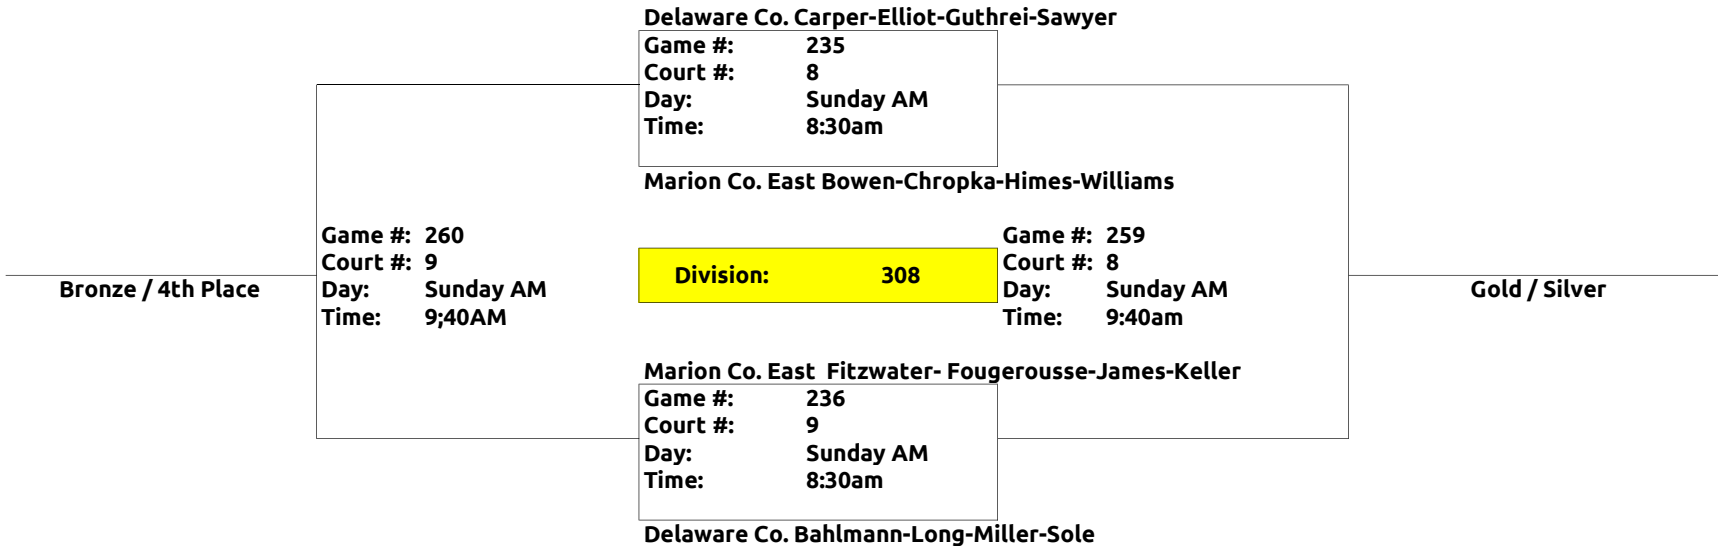 Delaware Co. Carper-Elliot-Guthrei-Sawyer
Game #: 235
Court #: 8
Day: Sunday AM
Time: 8:30am
Marion Co. East Bowen-Chropka-Himes-Williams
Game #: 260
Court #: 9
Day: Sunday AM
Time: 9;40AM
Bronze / 4th Place
Division: 308
Game #: 259
Court #: 8
Day: Sunday AM
Time: 9:40am
Gold / Silver
Marion Co. East Fitzwater- Fougerousse-James-Keller
Game #: 236
Court #: 9
Day: Sunday AM
Time: 8:30am
Delaware Co. Bahlmann-Long-Miller-Sole